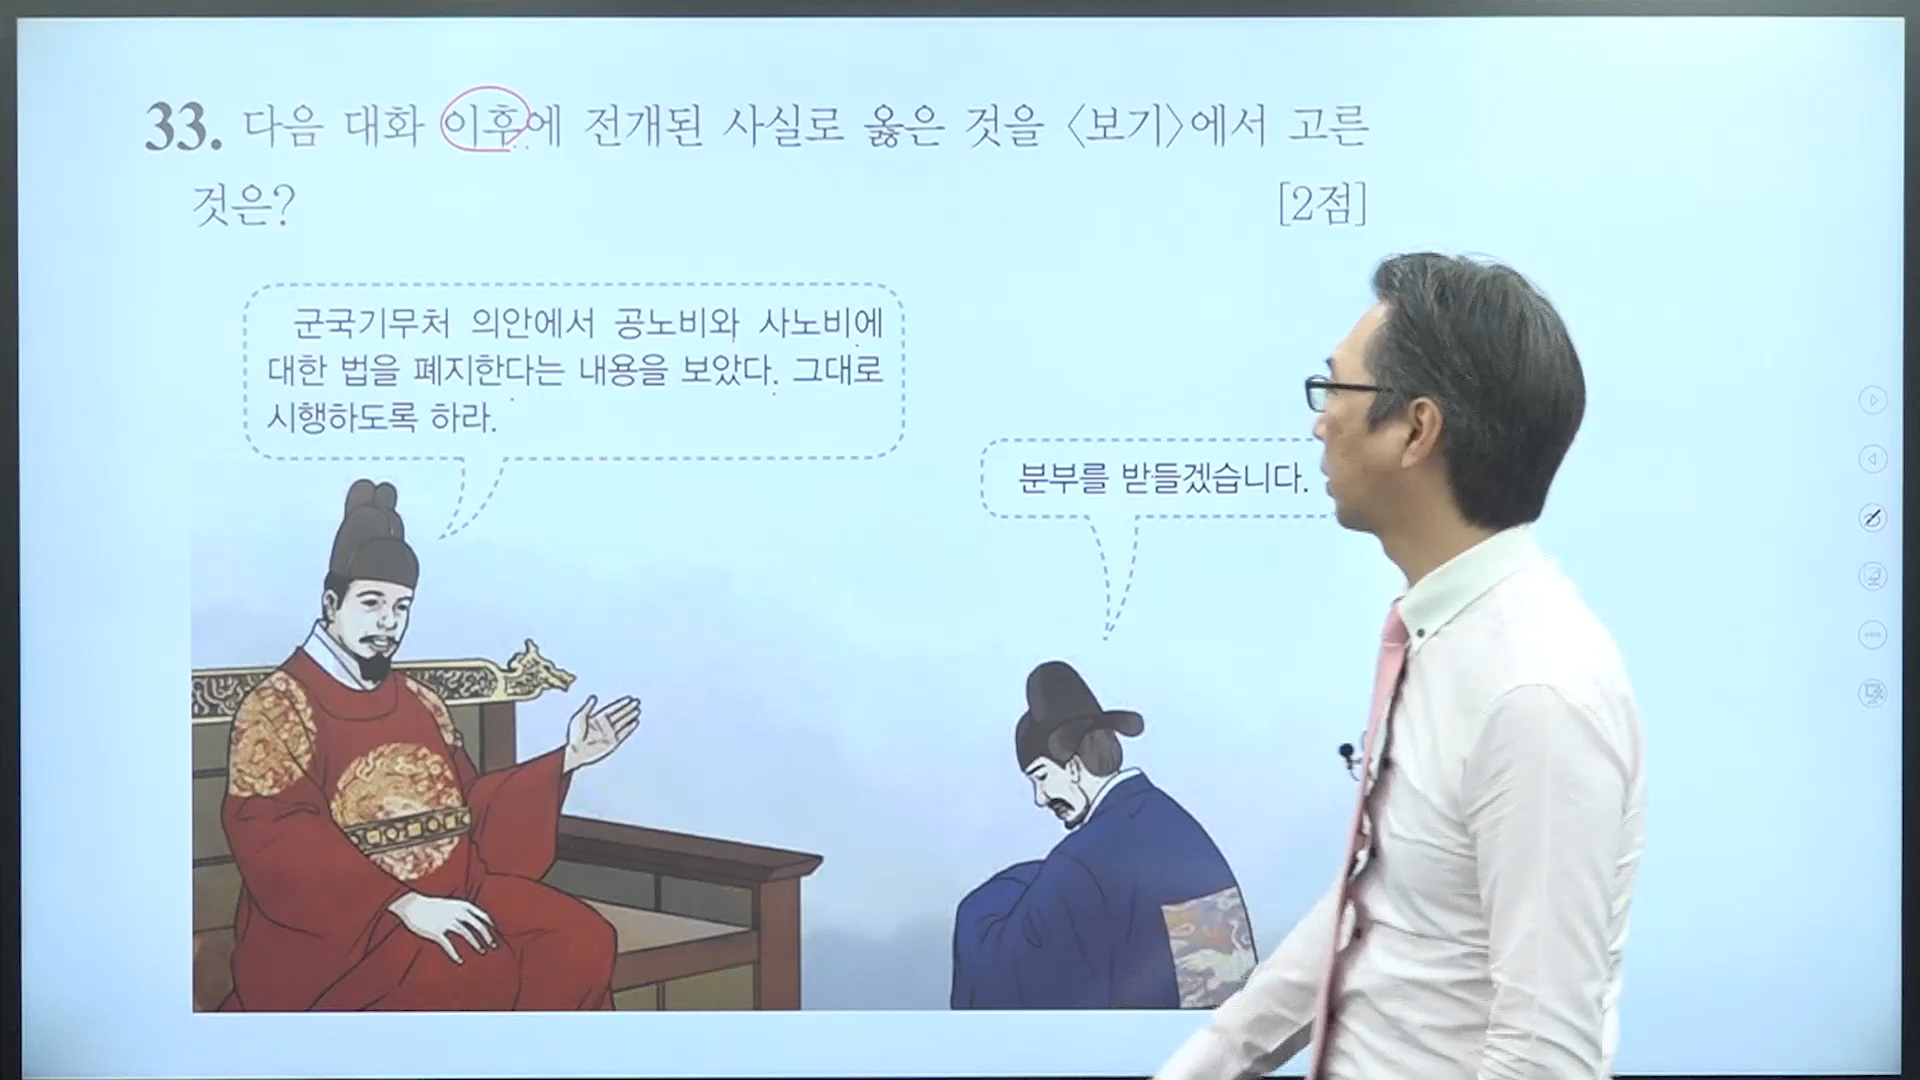 33. 다음 대화 이후에 전개된 사실로 옳은 것을 〈보기〉에서 고른
것은? [2점]
군국기무처 의안에서 공노비와 사노비에
대한 법을 폐지한다는 내용을 보았다. 그대로
시행하도록 하라.
분부를 받들겠습니다.